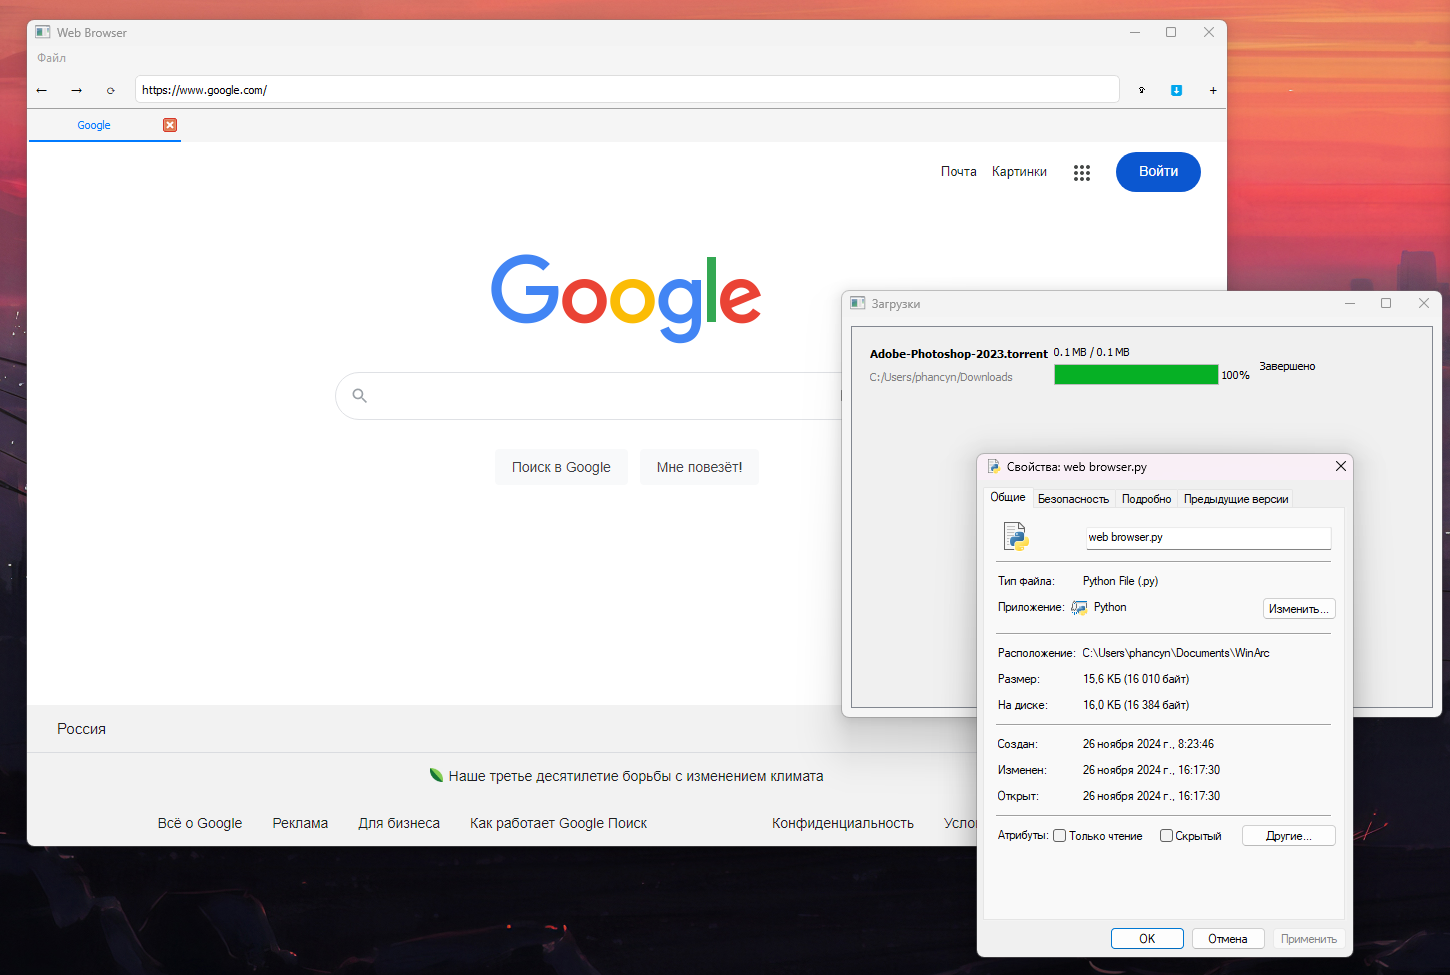 Web Browser
Файл
https://www.google.com/
Google
Почта Картинки Войти
Google
Поиск в Google Мне повезёт!
Россия
Наше третье десятилетие борьбы с изменением климата
Всё о Google Реклама Для бизнеса Как работает Google Поиск Конфиденциальность Усло
Загрузки
Adobe-Photoshop-2023.torrent 0.1 MB / 0.1 MB
C:/Users/phancyn/Downloads 100% Завершено
Свойства: web browser.py
Общие Безопасность Подробно Предыдущие версии
web browser.py
Тип файла: Python File (.py)
Приложение: Python Изменить...
Расположение: C:\Users\phancyn\Documents\WinArc
Размер: 15,6 КБ (16 010 байт)
На диске: 16,0 КБ (16 384 байт)
Создан: 26 ноября 2024 г., 8:23:46
Изменен: 26 ноября 2024 г., 16:17:30
Открыт: 26 ноября 2024 г., 16:17:30
Атрибуты: Только чтение Скрытый Другие...
ОК Отмена Применить